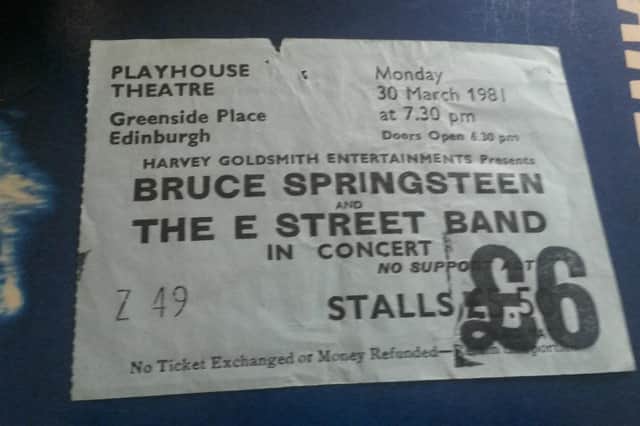 PLAYHOUSE
THEATRE
Greenside Place
Edinburgh
Monday
30 March 1981
at 7.30 pm
Doors Open 6.30 pm
HARVEY GOLDSMITH ENTERTAINMENTS Presents
BRUCE SPRINGSTEEN
AND
THE E STREET BAND
IN CONCERT
NO SUPPO T
Z 49
STALLS
£6
No Ticket Exchanged or Money Refunded—